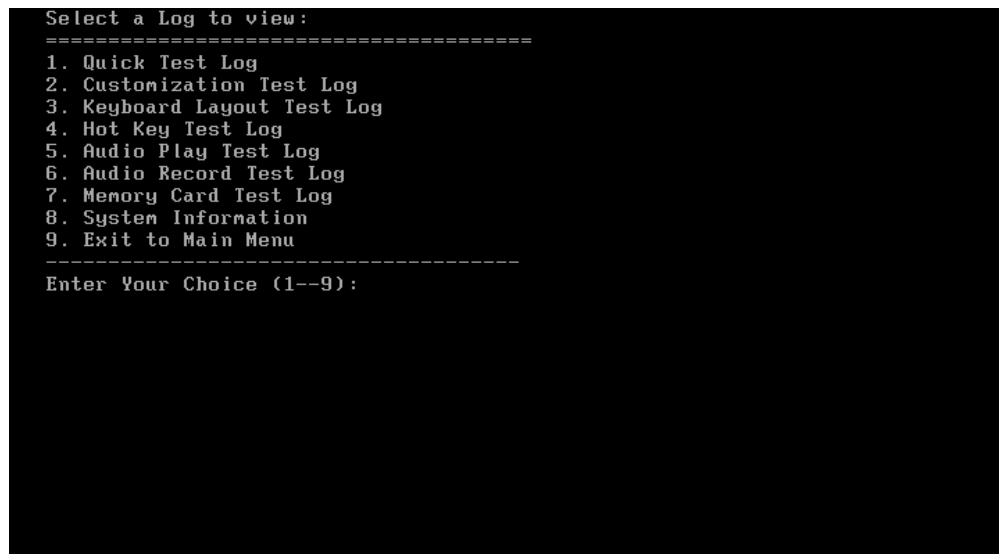 Select a Log to view:
=======================================
1. Quick Test Log
2. Customization Test Log
3. Keyboard Layout Test Log
4. Hot Key Test Log
5. Audio Play Test Log
6. Audio Record Test Log
7. Memory Card Test Log
8. System Information
9. Exit to Main Menu
--------------------------------------
Enter Your Choice (1--9):